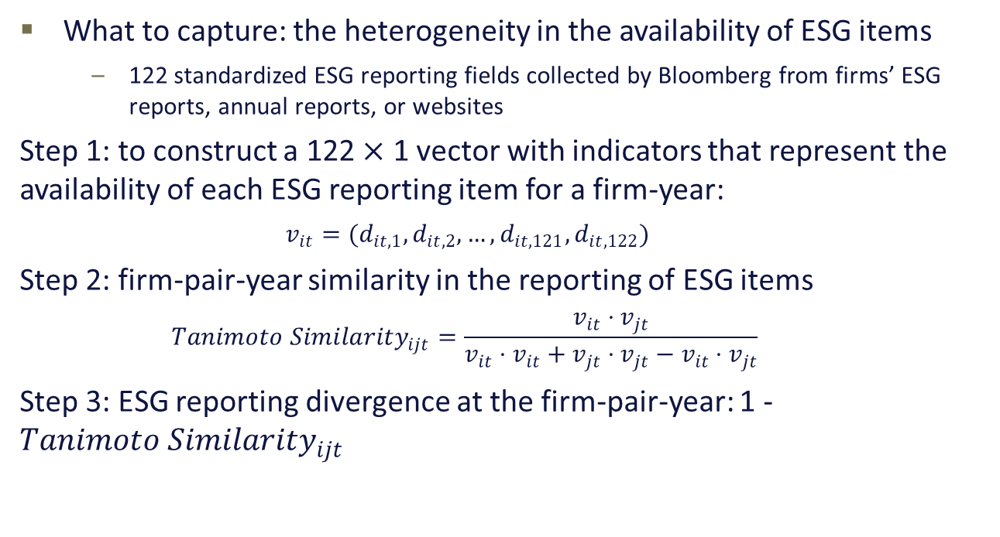 ▪ What to capture: the heterogeneity in the availability of ESG items
– 122 standardized ESG reporting fields collected by Bloomberg from firms’ ESG
reports, annual reports, or websites
Step 1: to construct a 122 × 1 vector with indicators that represent the
availability of each ESG reporting item for a firm-year:
v_{it} = (d_{it,1}, d_{it,2}, … , d_{it,121}, d_{it,122})
Step 2: firm-pair-year similarity in the reporting of ESG items
Tanimoto Similarity_{ijt} = \frac{v_{it} · v_{jt}}{v_{it} · v_{it} + v_{jt} · v_{jt} − v_{it} · v_{jt}}
Step 3: ESG reporting divergence at the firm-pair-year: 1 -
Tanimoto Similarity_{ijt}